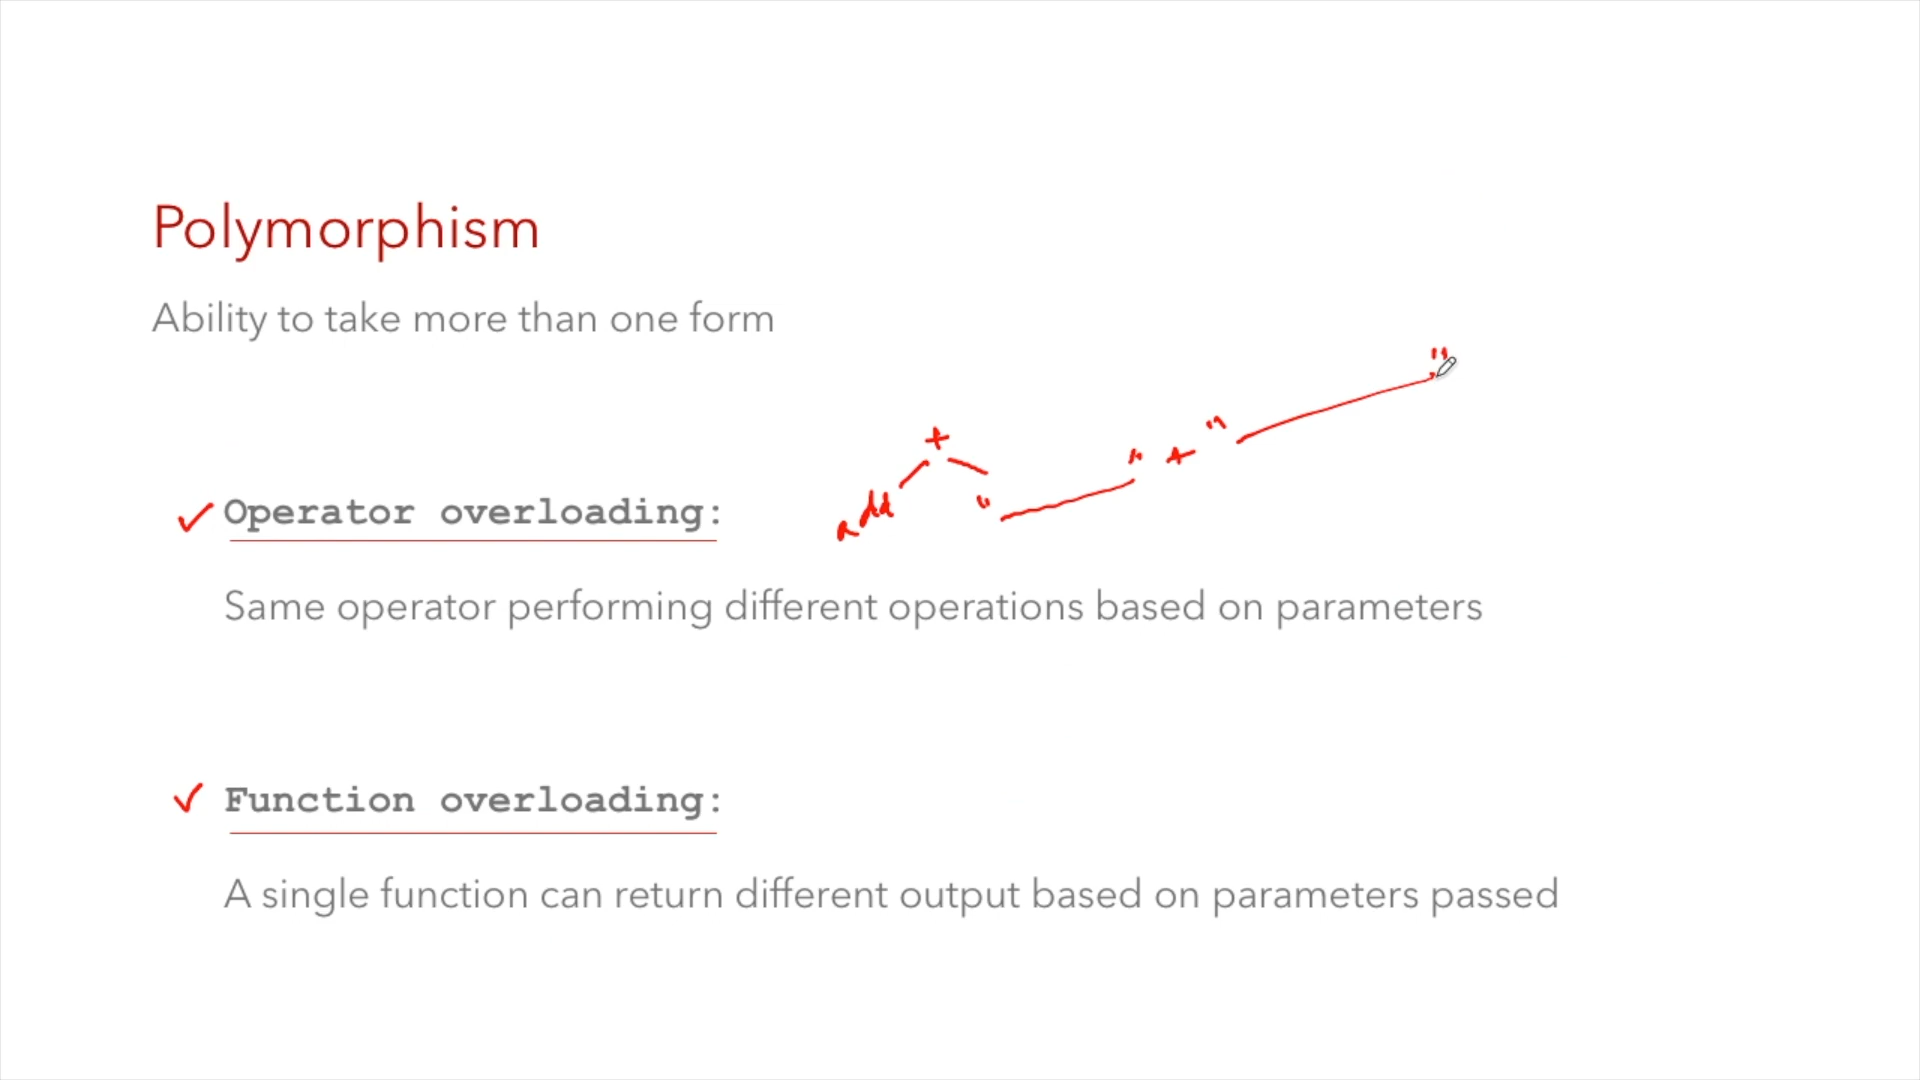 Polymorphism
Ability to take more than one form
+
add " " + " "
Operator overloading:
Same operator performing different operations based on parameters
Function overloading:
A single function can return different output based on parameters passed